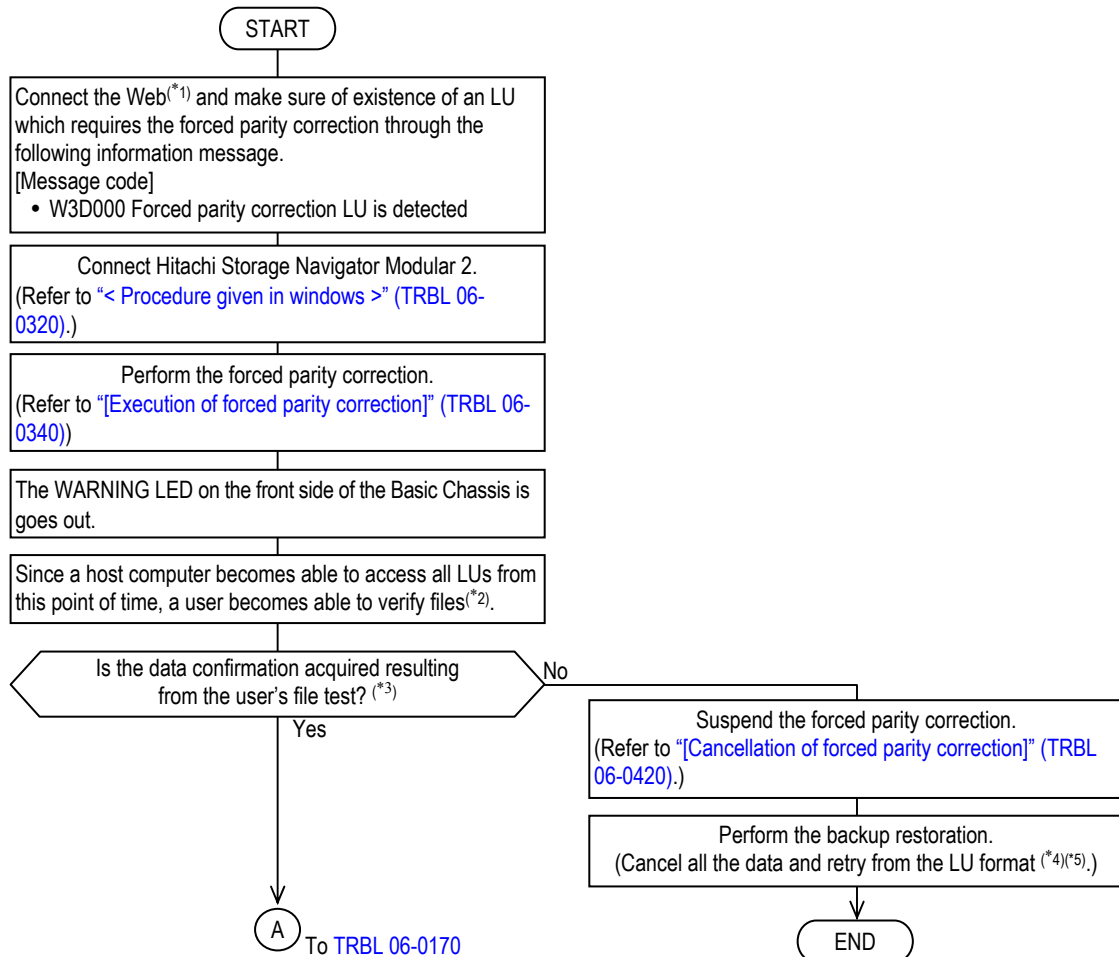 START
Connect the Web(*1) and make sure of existence of an LU
which requires the forced parity correction through the
following information message.
[Message code]
• W3D000 Forced parity correction LU is detected
Connect Hitachi Storage Navigator Modular 2.
(Refer to “< Procedure given in windows >” (TRBL 06-
0320).)
Perform the forced parity correction.
(Refer to “[Execution of forced parity correction]” (TRBL 06-
0340))
The WARNING LED on the front side of the Basic Chassis is
goes out.
Since a host computer becomes able to access all LUs from
this point of time, a user becomes able to verify files(*2).
Is the data confirmation acquired resulting
from the user’s file test? (*3)
No
Yes
Suspend the forced parity correction.
(Refer to “[Cancellation of forced parity correction]” (TRBL
06-0420).)
Perform the backup restoration.
(Cancel all the data and retry from the LU format (*4)(*5).)
A
To TRBL 06-0170
END